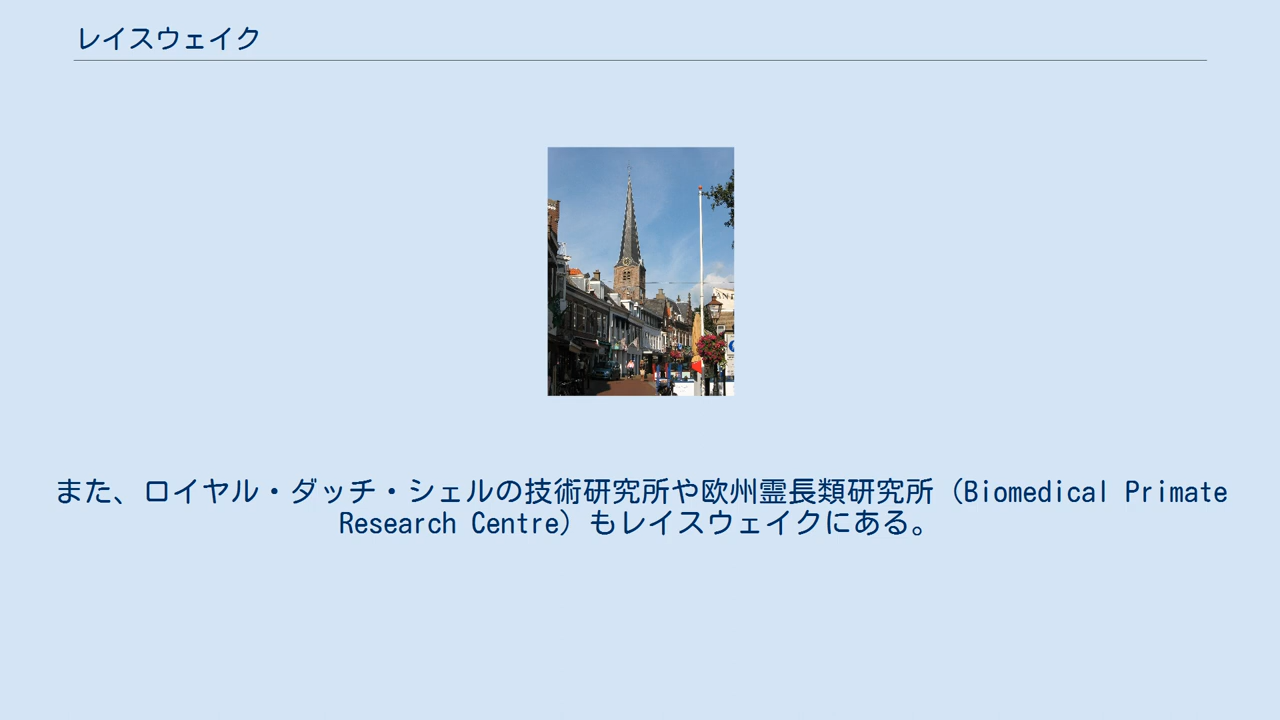 レイスウェイク
また、ロイヤル・ダッチ・シェルの技術研究所や欧州霊長類研究所（Biomedical Primate
Research Centre）もレイスウェイクにある。